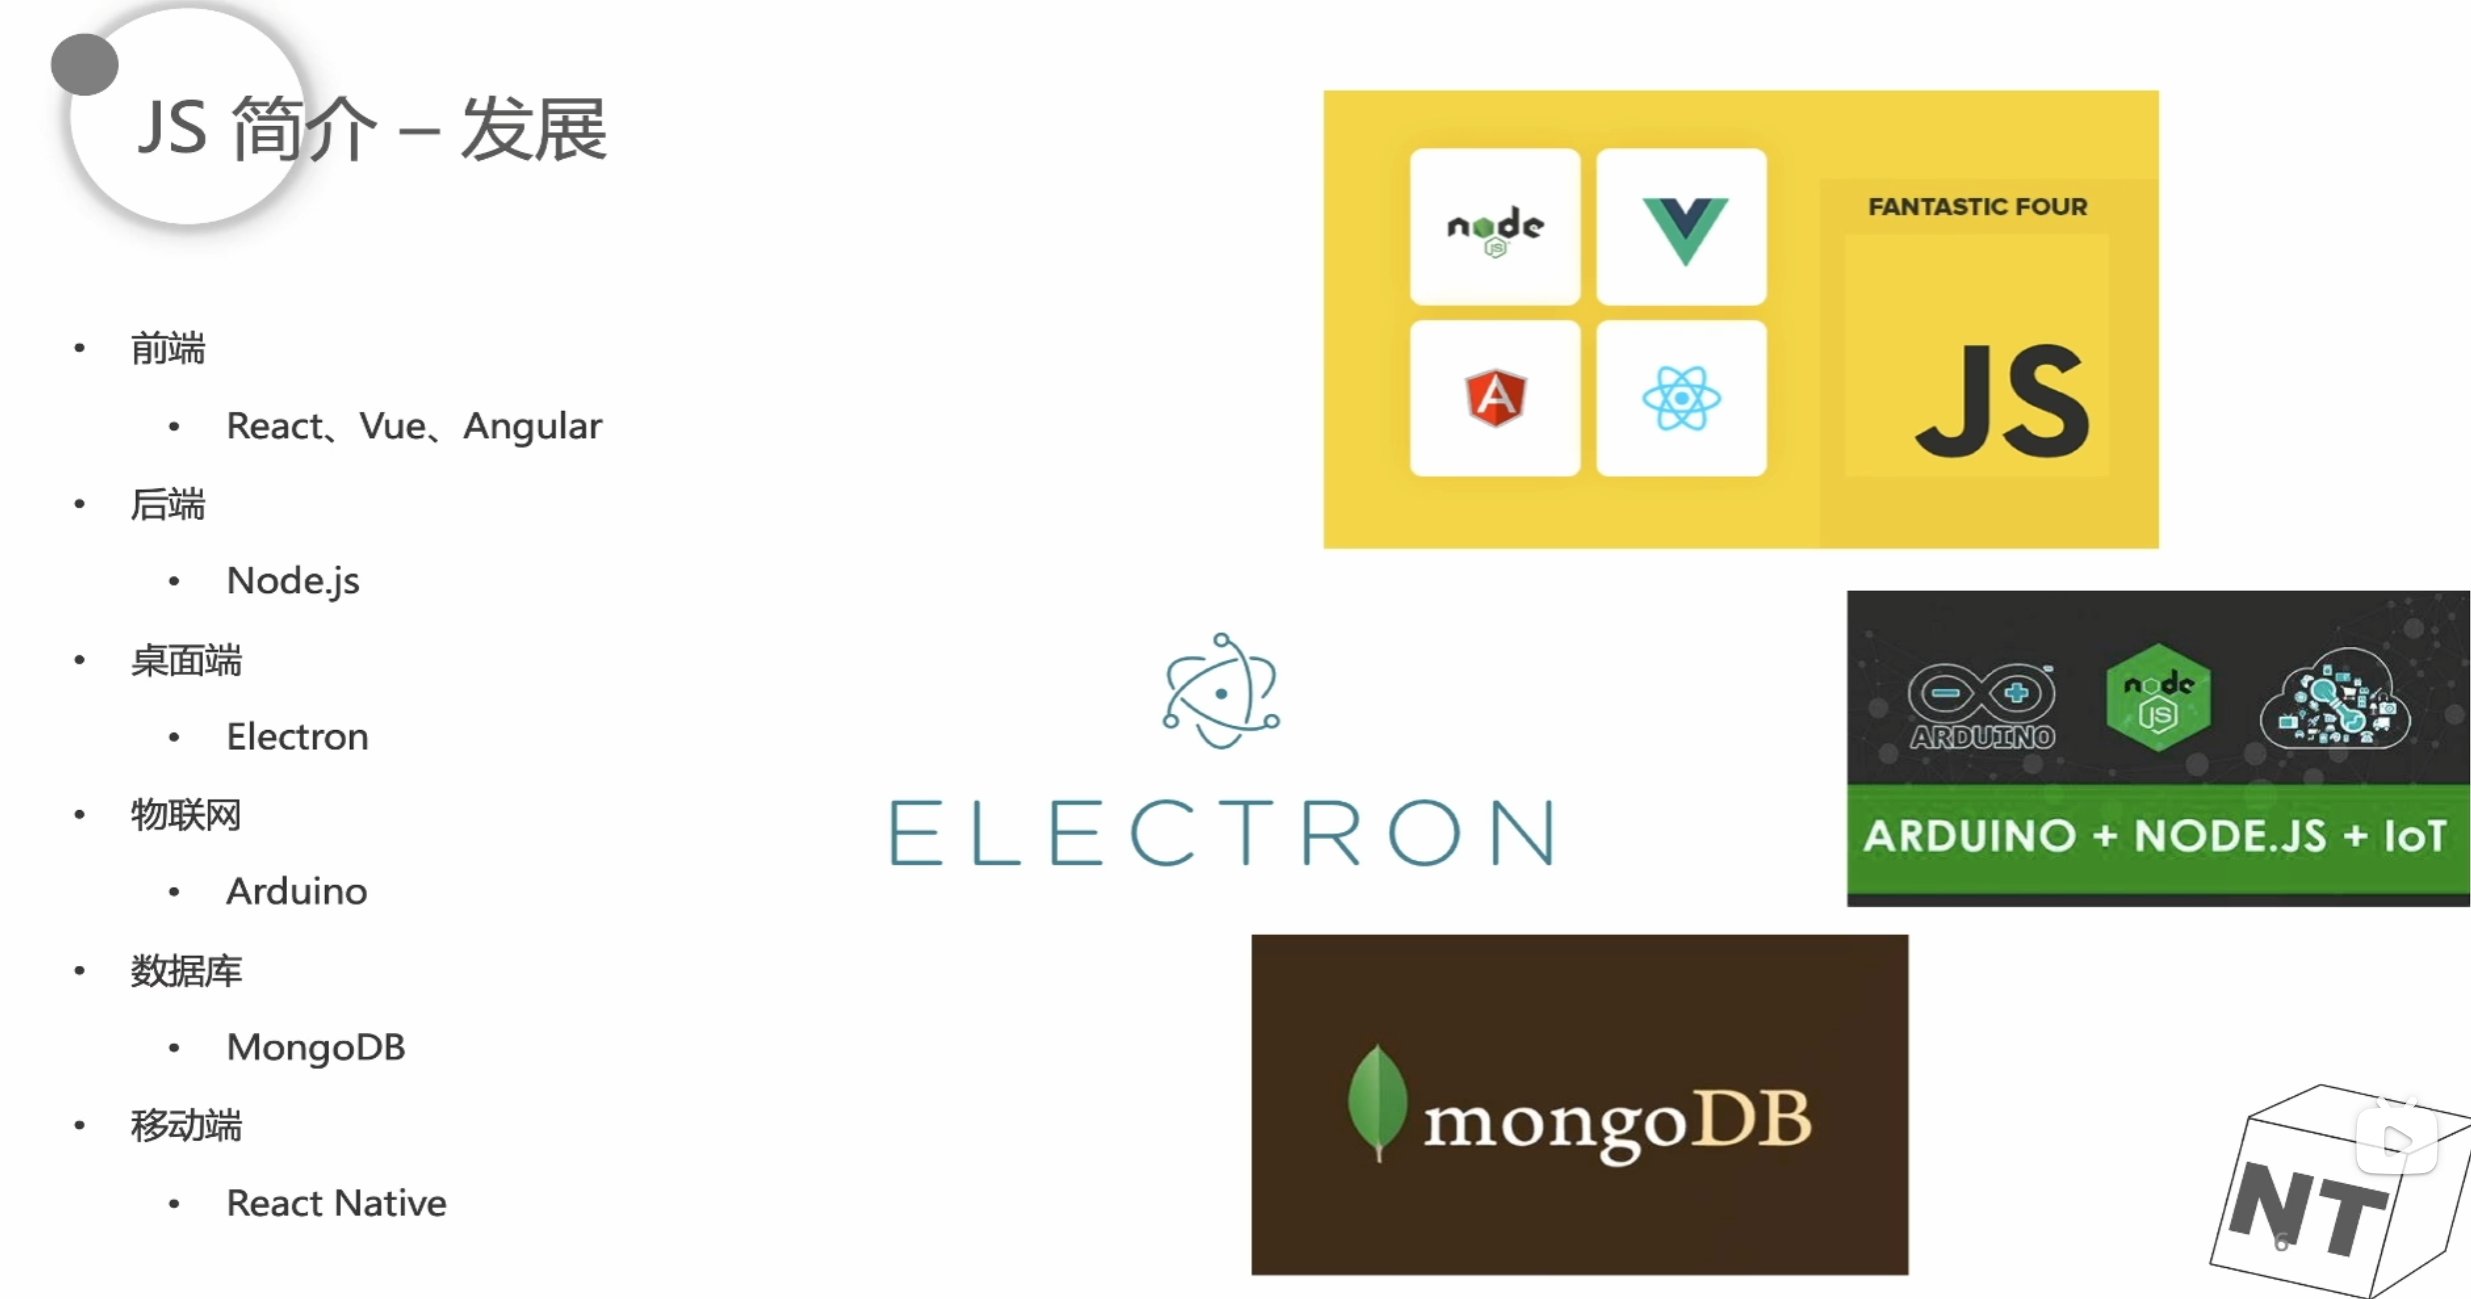 JS 简介 – 发展
• 前端
• React、Vue、Angular
• 后端
• Node.js
• 桌面端
• Electron
• 物联网
• Arduino
• 数据库
• MongoDB
• 移动端
• React Native
node
JS
A
FANTASTIC FOUR
JS
ELECTRON
ARDUINO
node
JS
ARDUINO + NODE.JS + IoT
mongoDB
NT
6